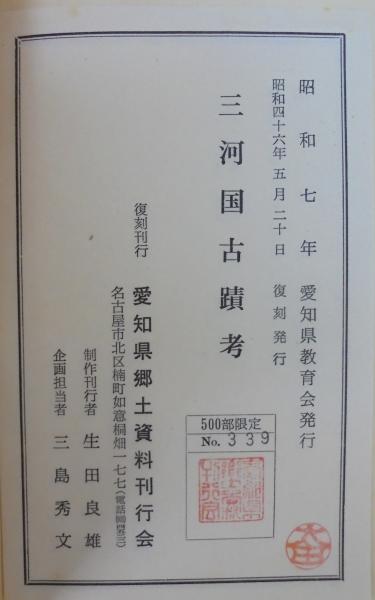 昭和七年 愛知県教育会発行
昭和四十六年五月二十日 復刻発行
三河国古蹟考
復刻刊行 愛知県郷土資料刊行会
名古屋市北区楠町如意桐畑一七七
制作刊行者 生田良雄
企画担当者 三島秀文
500部限定
No. 339